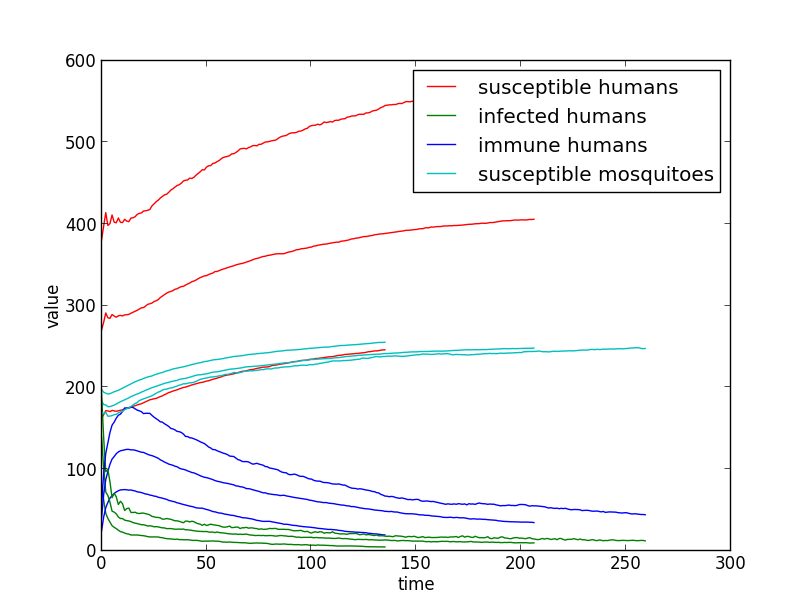 600
500
400
300
200
100
0
value
susceptible humans
infected humans
immune humans
susceptible mosquitoes
0 50 100 150 200 250 300
time